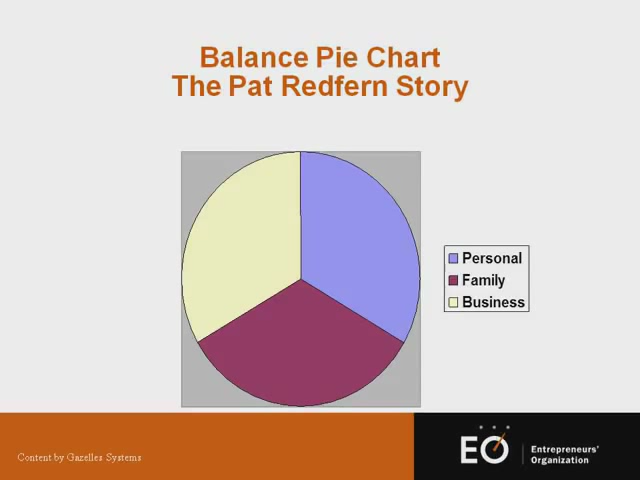 Balance Pie Chart
The Pat Redfern Story
Personal
Family
Business
Content by Gazelles Systems
EO
Entrepreneurs'
Organization